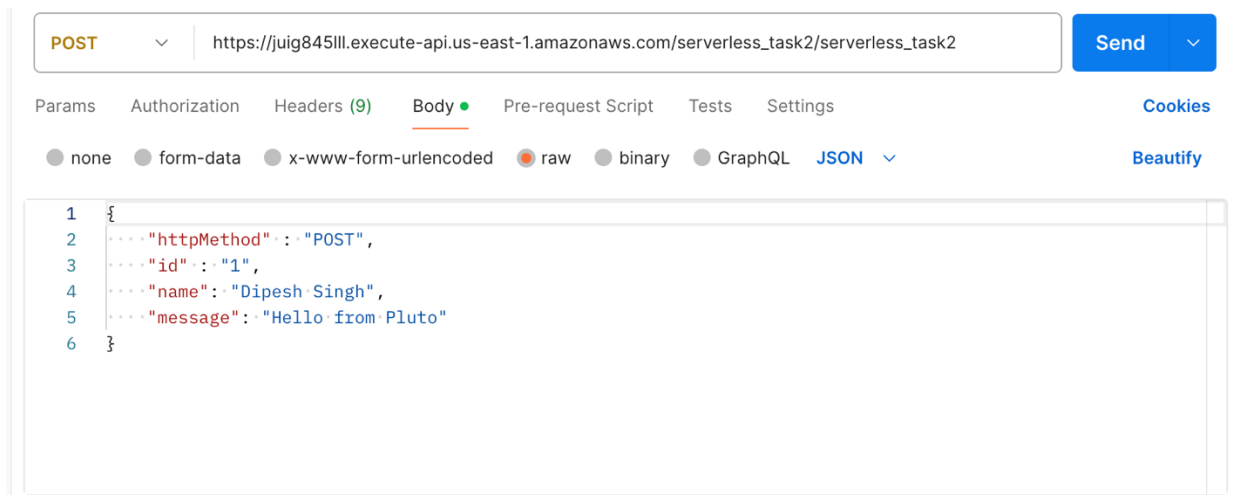 POST https://juig845lll.execute-api.us-east-1.amazonaws.com/serverless_task2/serverless_task2 Send
Params Authorization Headers (9) Body Pre-request Script Tests Settings Cookies
none form-data x-www-form-urlencoded raw binary GraphQL JSON Beautify
1 {
2 "httpMethod" : "POST",
3 "id" : "1",
4 "name": "Dipesh Singh",
5 "message": "Hello from Pluto"
6 }